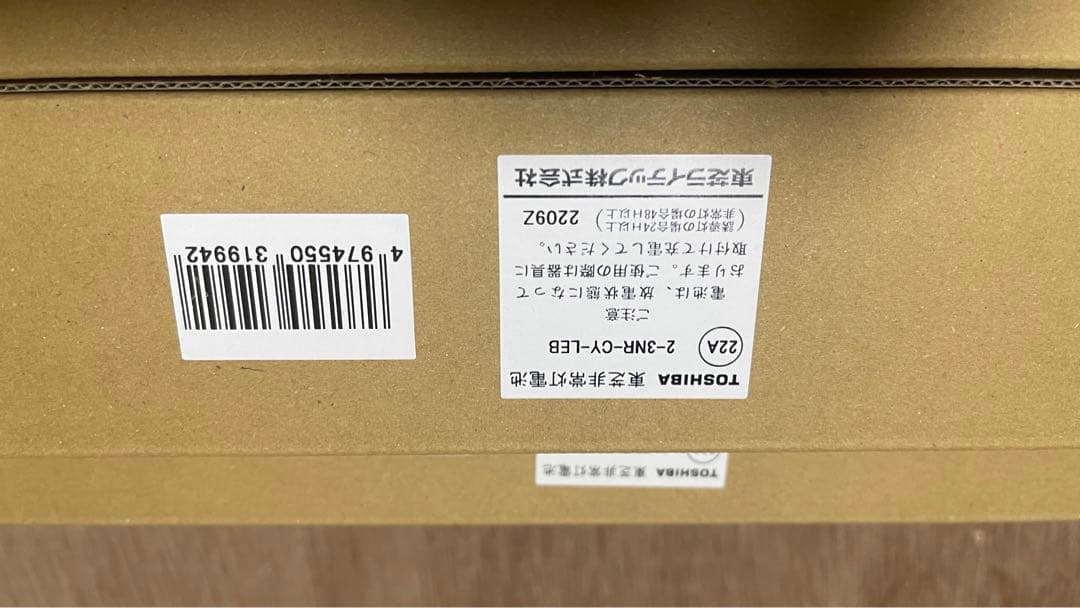 TOSHIBA 東芝非常灯電池
22A 2-3NR-CY-LEB
ご注意
電池は、放電状態になって
おります。ご使用の際は器具に
取付けて充電してください。
(誘導灯の場合24H以上
非常灯の場合48H以上) 2209Z
東芝ライテック株式会社
4 974550 319942
TOSHIBA 東芝非常灯電池